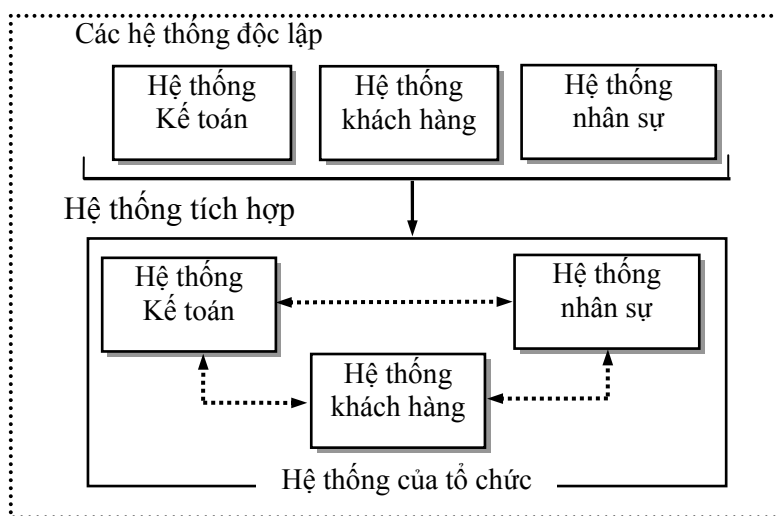 Các hệ thống độc lập
Hệ thống
Kế toán
Hệ thống
khách hàng
Hệ thống
nhân sự
Hệ thống tích hợp
Hệ thống
Kế toán
Hệ thống
nhân sự
Hệ thống
khách hàng
Hệ thống của tổ chức